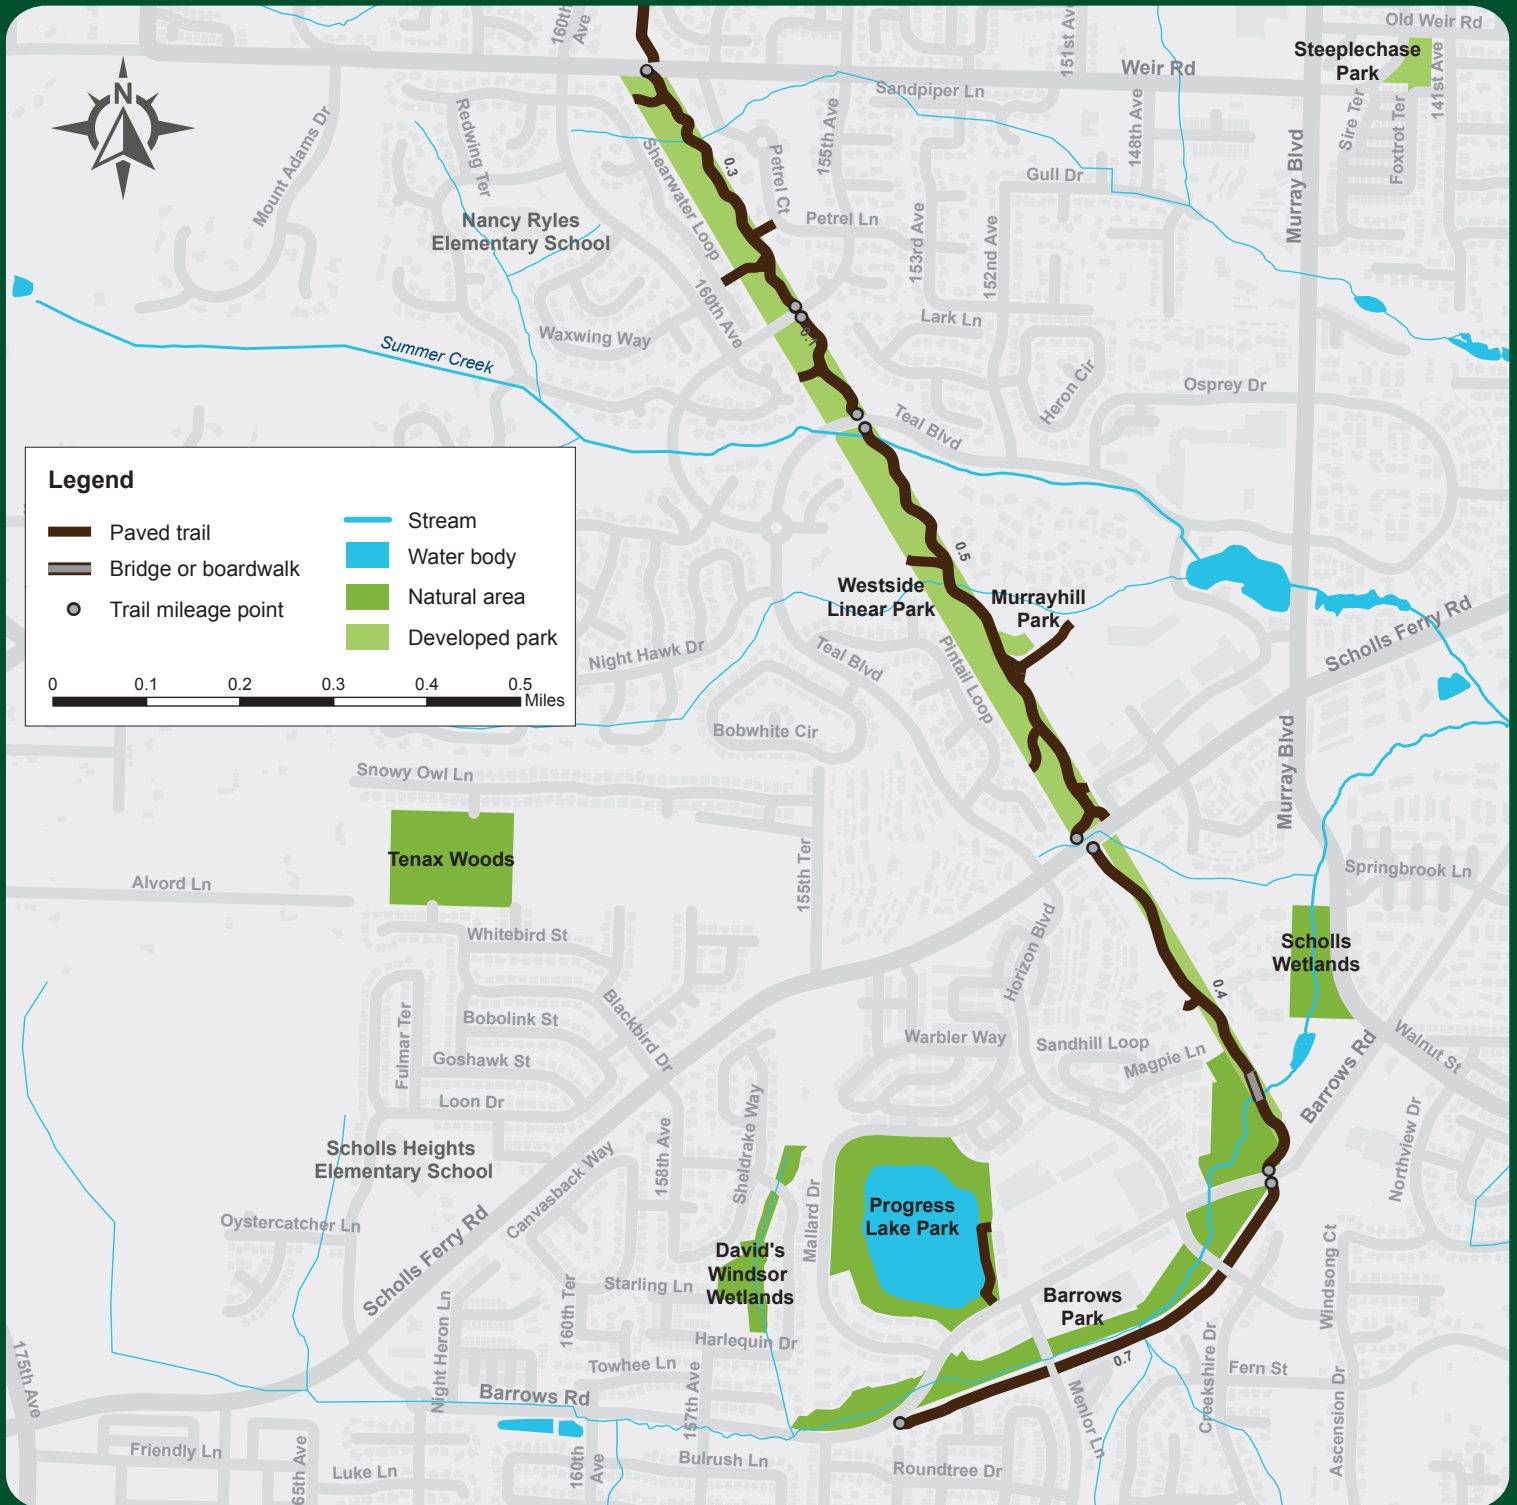 160th
Ave
151st Ave
Old Weir Rd
Steeplechase
Park
141st Ave
Weir Rd
Sandpiper Ln
N
Mount Adams Dr
Redwing Ter
155th Ave
148th Ave
Sire Ter
Foxtrot Ter
Murray Blvd
Shearwater Loop
0.3
Petrel Ct
Gull Dr
Nancy Ryles
Elementary School
Petrel Ln
153rd Ave
152nd Ave
160th Ave
Lark Ln
0.1
Waxwing Way
Summer Creek
Heron Cir
Osprey Dr
Teal Blvd
Legend
Paved trail
Bridge or boardwalk
Trail mileage point
Stream
Water body
Natural area
Developed park
0
0.1
0.2
0.3
0.4
0.5
Miles
0.5
Westside
Linear Park
Murrayhill
Park
Scholls Ferry Rd
Night Hawk Dr
Teal Blvd
Pintail Loop
Bobwhite Cir
Murray Blvd
Snowy Owl Ln
Tenax Woods
Alvord Ln
155th Ter
Springbrook Ln
Whitebird St
Horizon Blvd
Scholls
Wetlands
Blackbird Dr
0.4
Fulmar Ter
Bobolink St
Goshawk St
Warbler Way
Sandhill Loop
Magpie Ln
Barrows Rd
Walnut St
Loon Dr
Scholls Heights
Elementary School
158th Ave
Sheldrake Way
Northview Dr
Canvasback Way
Mallard Dr
Progress
Lake Park
Oystercatcher Ln
Scholls Ferry Rd
David's
Windsor
Wetlands
Starling Ln
Barrows
Park
Windsong Ct
Night Heron Ln
160th Ter
Harlequin Dr
Towhee Ln
0.7
Creekshire Dr
Fern St
175th Ave
Barrows Rd
157th Ave
Menlor Ln
Ascension Dr
Friendly Ln
65th Ave
Luke Ln
160th
Ave
Bulrush Ln
Roundtree Dr